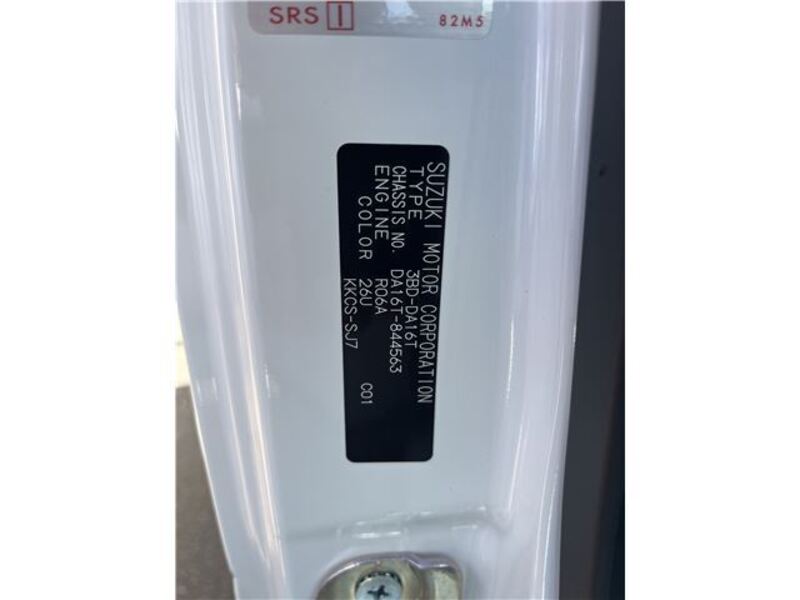 SRS I
82M5
SUZUKI MOTOR CORPORATION
TYPE 3BD-DA16T
CHASSIS NO. DA16T-844563
ENGINE R06A
COLOR 26U
KKCS-SJ7 C01